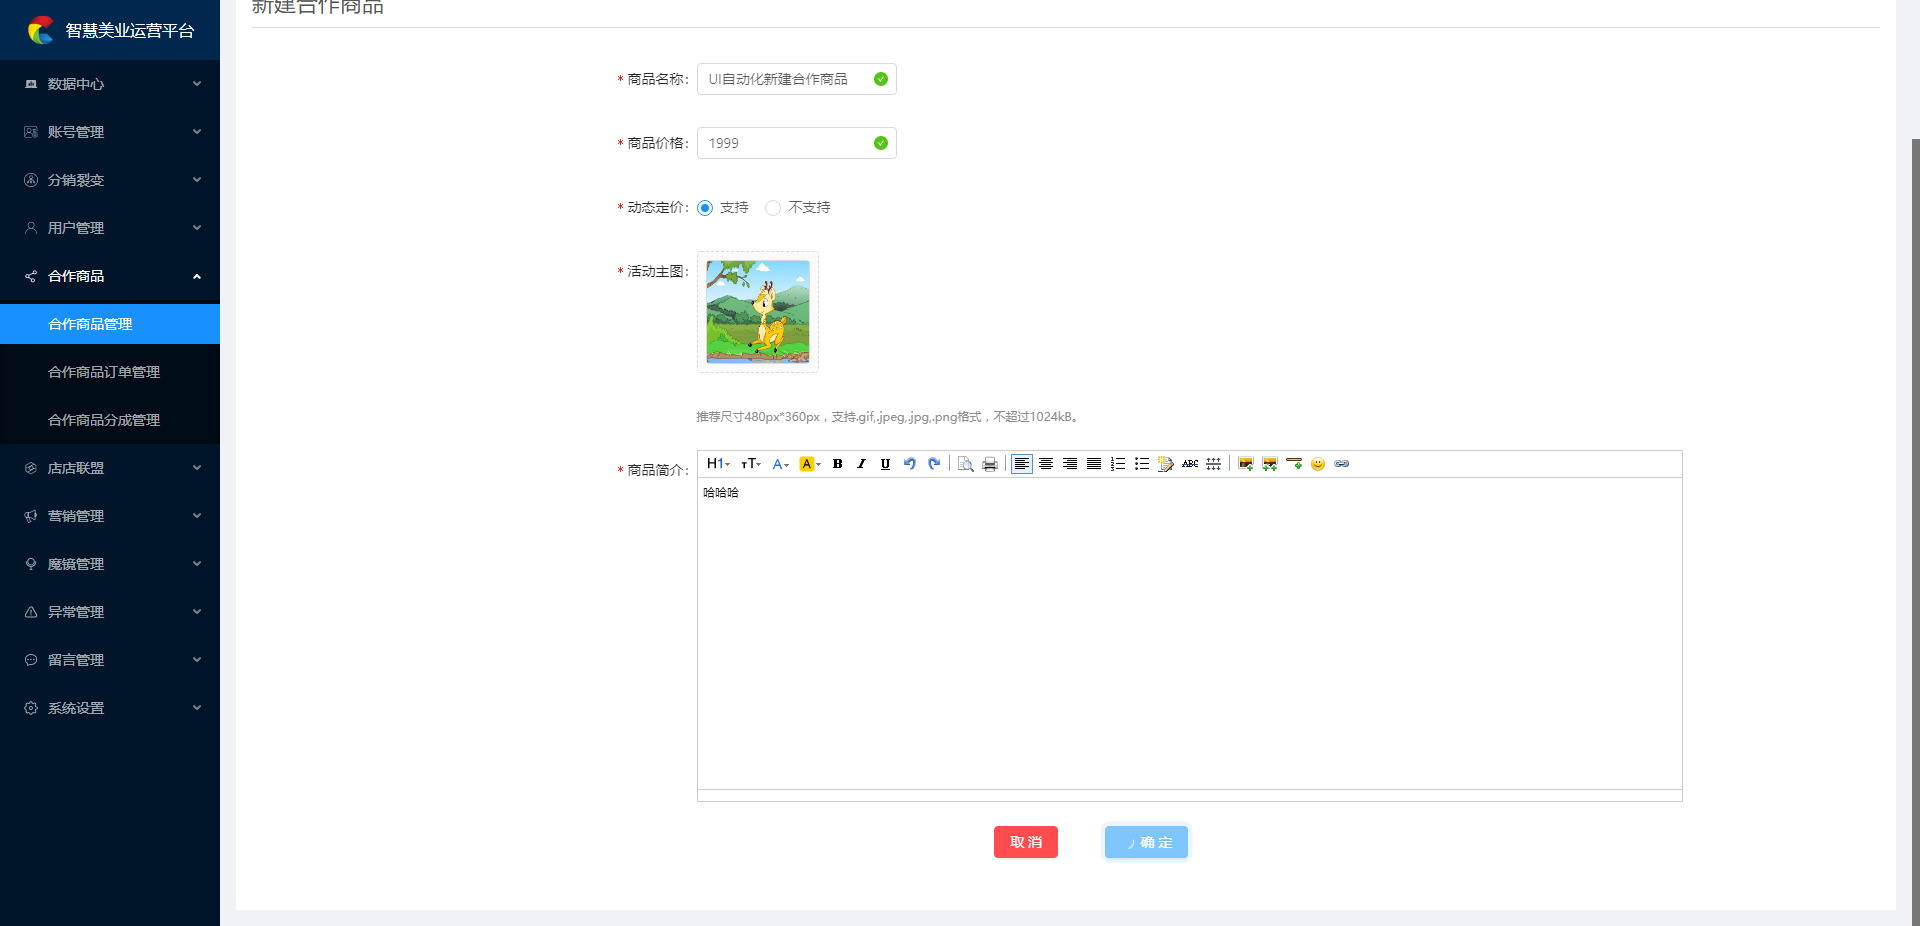 智慧美业运营平台
数据中心
账号管理
分销裂变
用户管理
合作商品
合作商品管理
合作商品订单管理
合作商品分成管理
店店联盟
营销管理
魔镜管理
异常管理
留言管理
系统设置
新建合作商品
* 商品名称: UI自动化新建合作商品
* 商品价格: 1999
* 动态定价: 支持 不支持
* 活动主图:
推荐尺寸480px*360px，支持.gif,.jpeg,.jpg,.png格式，不超过1024kB。
* 商品简介: H1 TT A A B I U ABC
哈哈哈
取消 确定